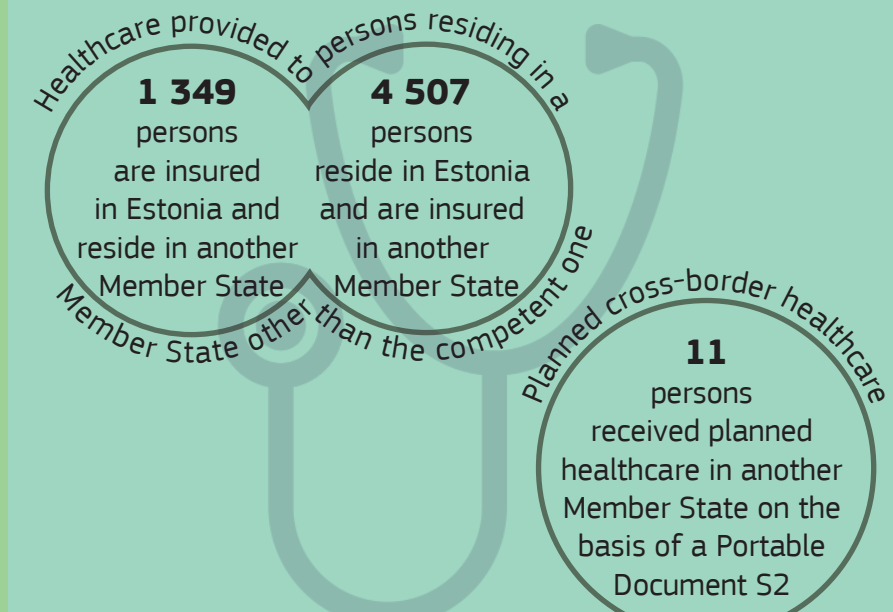 Healthcare provided to persons residing in a
Member State other than the competent one
1 349
persons
are insured
in Estonia and
reside in another
Member State
4 507
persons
reside in Estonia
and are insured
in another
Member State
Planned cross-border healthcare
11
persons
received planned
healthcare in another
Member State on the
basis of a Portable
Document S2